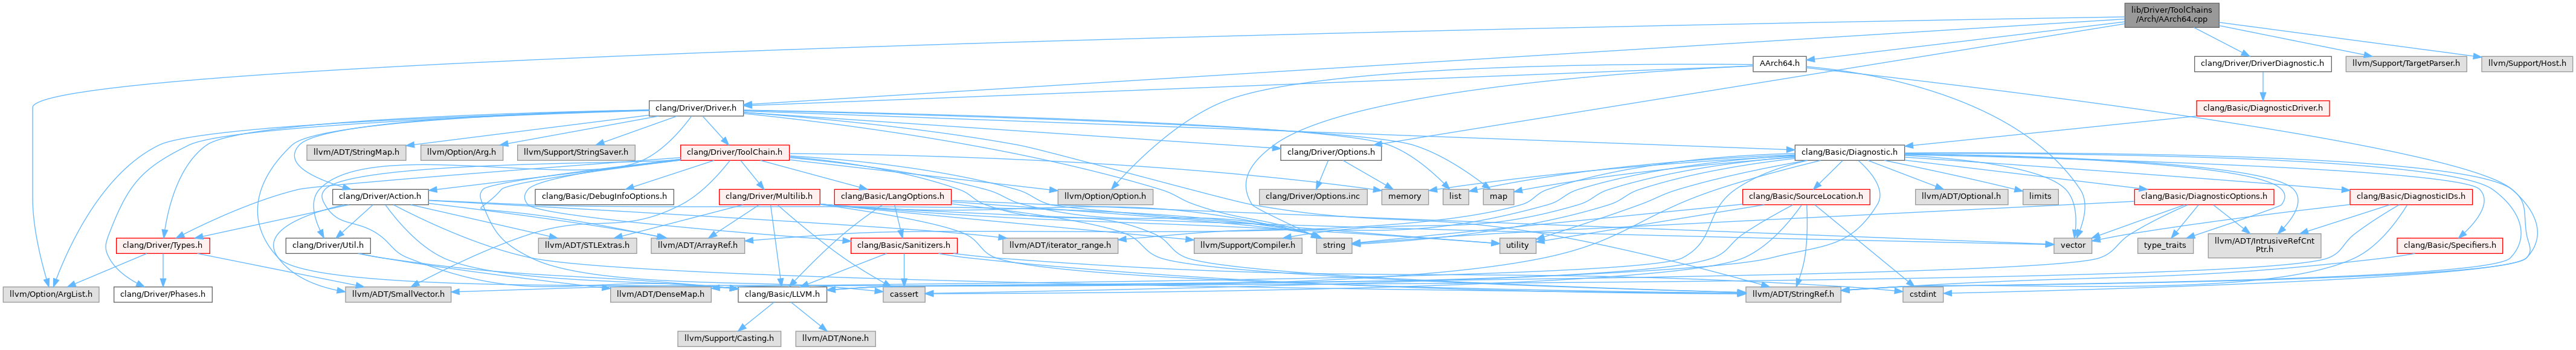 lib/Driver/ToolChains
/Arch/AArch64.cpp
AArch64.h
clang/Driver/DriverDiagnostic.h
llvm/Support/TargetParser.h
llvm/Support/Host.h
clang/Driver/Driver.h
clang/Basic/DiagnosticDriver.h
llvm/ADT/StringMap.h
llvm/Option/Arg.h
llvm/Support/StringSaver.h
clang/Driver/ToolChain.h
clang/Driver/Options.h
clang/Basic/Diagnostic.h
clang/Driver/Action.h
clang/Basic/DebugInfoOptions.h
clang/Driver/Multilib.h
clang/Basic/LangOptions.h
llvm/Option/Option.h
clang/Driver/Options.inc
memory
list
map
clang/Basic/SourceLocation.h
llvm/ADT/Optional.h
limits
clang/Basic/DiagnosticOptions.h
clang/Basic/DiagnosticIDs.h
clang/Driver/Types.h
clang/Driver/Util.h
llvm/ADT/STLExtras.h
llvm/ADT/ArrayRef.h
clang/Basic/Sanitizers.h
llvm/ADT/iterator_range.h
llvm/Support/Compiler.h
string
utility
vector
type_traits
llvm/ADT/IntrusiveRefCnt
Ptr.h
clang/Basic/Specifiers.h
llvm/Option/ArgList.h
clang/Driver/Phases.h
llvm/ADT/SmallVector.h
llvm/ADT/DenseMap.h
clang/Basic/LLVM.h
cassert
llvm/ADT/StringRef.h
cstdint
llvm/Support/Casting.h
llvm/ADT/None.h